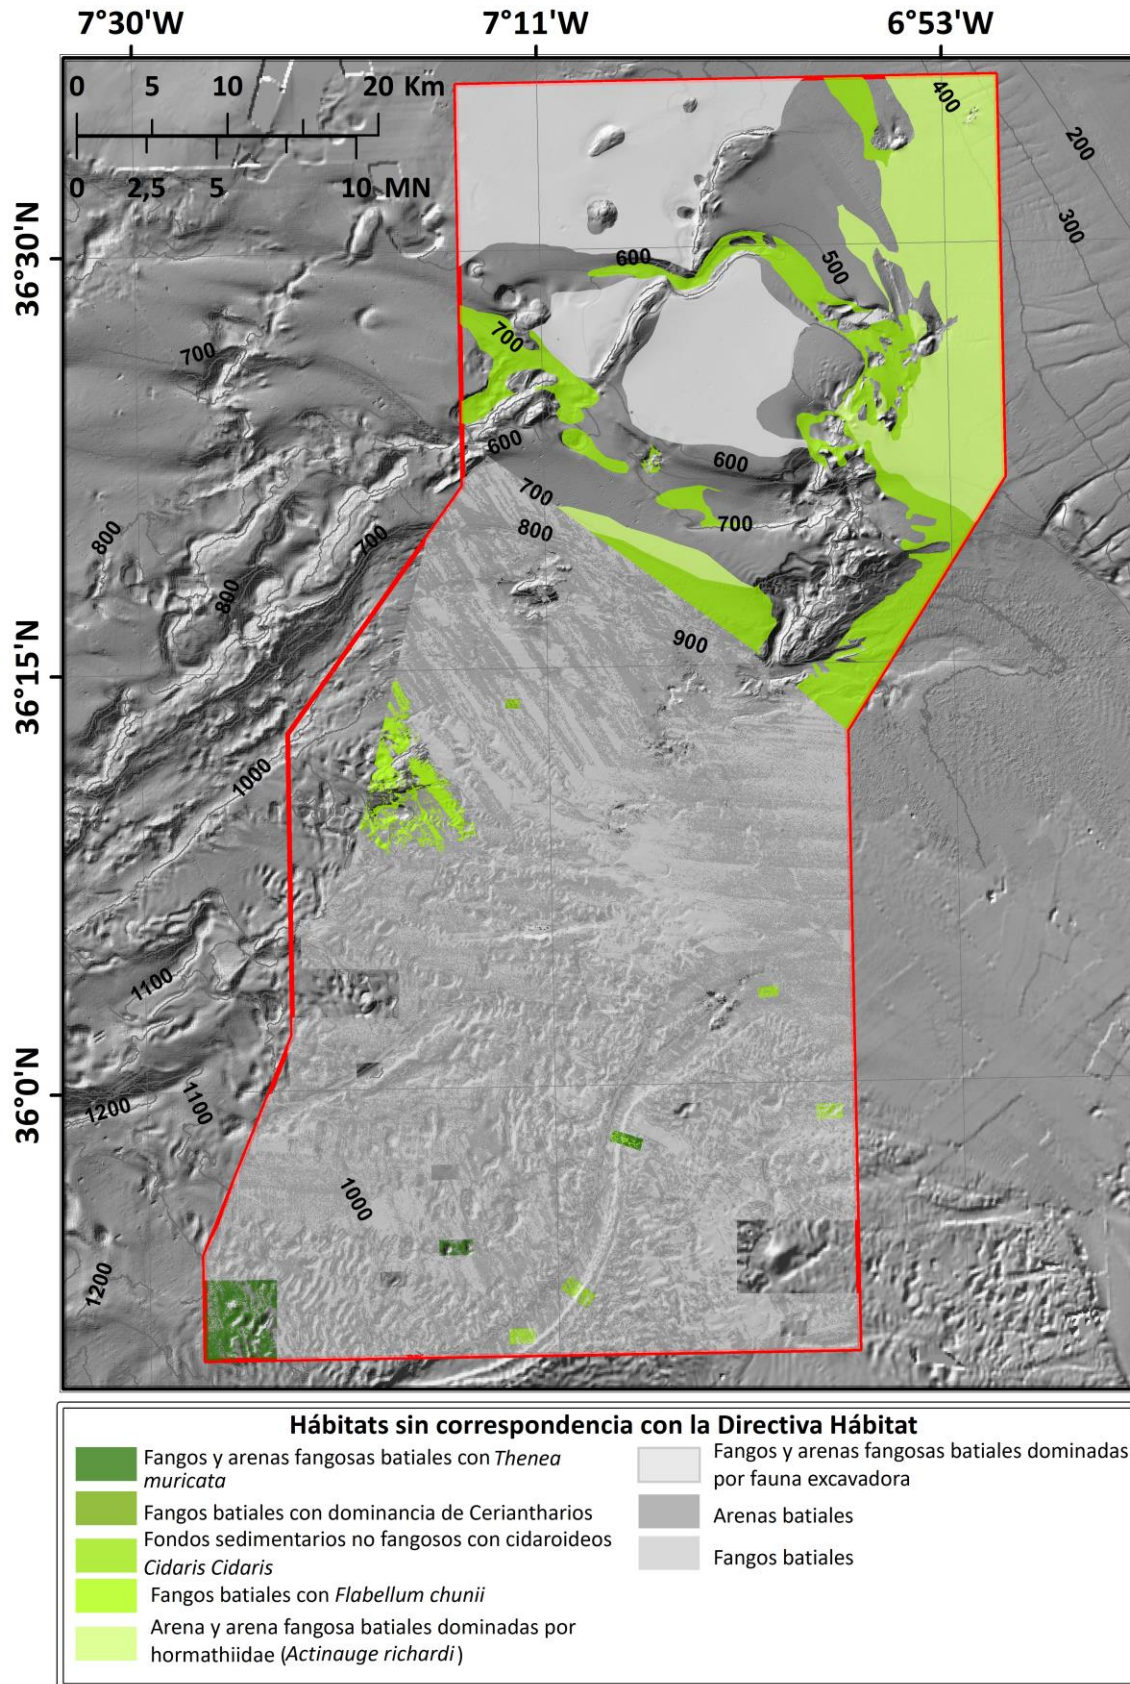 7°30'W 7°11'W 6°53'W
0 5 10 20 Km
0 2,5 5 10 MN
400
200
300
36°30'N
600
500
700
700
600
600
700
700
800
800
700
800
900
36°15'N
1000
1100
36°0'N
1200
1100
1000
1200
Hábitats sin correspondencia con la Directiva Hábitat
Fangos y arenas fangosas batiales con Thenea
muricata
Fangos batiales con dominancia de Ceriantharios
Fondos sedimentarios no fangosos con cidaroideos
Cidaris Cidaris
Fangos batiales con Flabellum chunii
Arena y arena fangosa batiales dominadas por
hormathiidae (Actinauge richardi)
Fangos y arenas fangosas batiales dominadas
por fauna excavadora
Arenas batiales
Fangos batiales